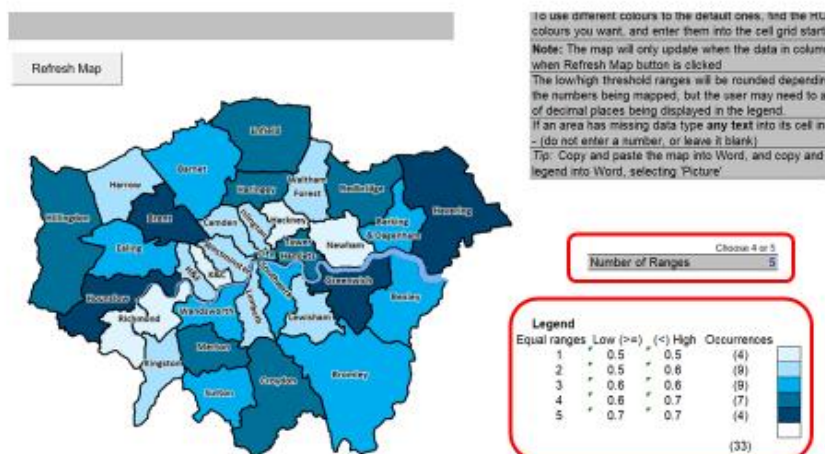 To use different colours to the default ones, find the
colours you want, and enter them into the cell grid
Note: The map will only update when the data in
when Refresh Map button is clicked
The low/high threshold ranges will be rounded
the numbers being mapped, but the user may need to
of decimal places being displayed in the legend.
If an area has missing data type any text into its cell
- (do not enter a number, or leave it blank)
Tip: Copy and paste the map into Word, and copy and
legend into Word, selecting 'Picture'
Refresh Map
Enfield
Barnet
Harrow
Haringey
Waltham
Forest
Redbridge
Havering
Hillingdon
Brent
Camden
Islington
Hackney
Barking
& Dagenham
Ealing
Westminster
Tower
Hamlets
Newham
H&F
K&C
Southwark
Greenwich
Hounslow
Bexley
Richmond
Wandsworth
Lambeth
Lewisham
Merton
Kingston
Sutton
Croydon
Bromley
Choose 4 or 5
Number of Ranges 5
Legend
Equal ranges Low (>=) (<) High Occurrences
1 0.5 0.5 (4)
2 0.5 0.6 (9)
3 0.6 0.6 (9)
4 0.6 0.7 (7)
5 0.7 0.7 (4)
(33)